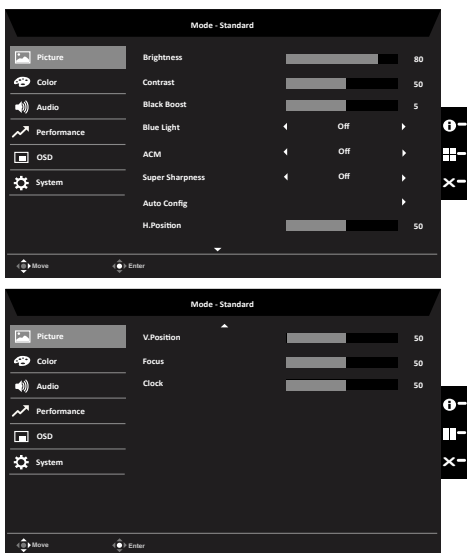 Mode - Standard
Picture
Brightness 80
Color
Contrast 50
Audio
Black Boost 5
Performance
Blue Light Off
OSD
ACM Off
System
Super Sharpness Off
Auto Config
H.Position 50
Move Enter
Mode - Standard
Picture
V.Position 50
Color
Focus 50
Audio
Clock 50
Performance
OSD
System
Move Enter